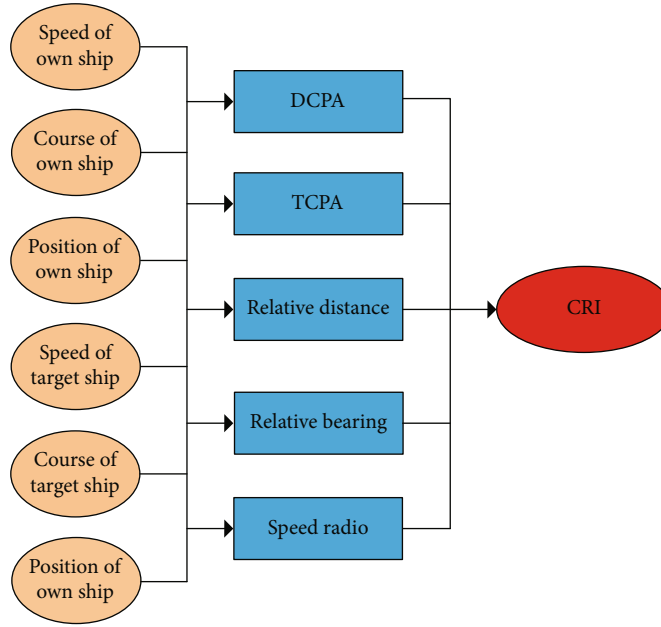 Speed of
own ship
Course of
own ship
Position of
own ship
Speed of
target ship
Course of
target ship
Position of
own ship
DCPA
TCPA
Relative distance
Relative bearing
Speed radio
CRI